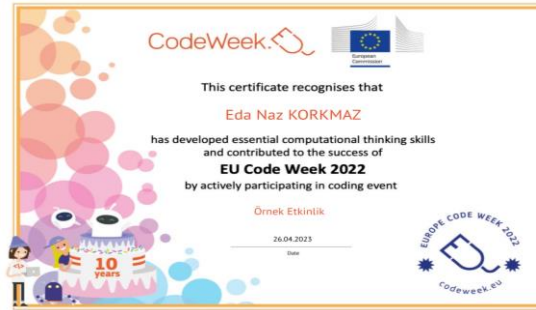 CodeWeek.
European
Commission
This certificate recognises that
Eda Naz KORKMAZ
has developed essential computational thinking skills
and contributed to the success of
EU Code Week 2022
by actively participating in coding event
Örnek Etkinlik
26.04.2023
Date
10
years
EUROPE CODE WEEK 2022
codeweek.eu